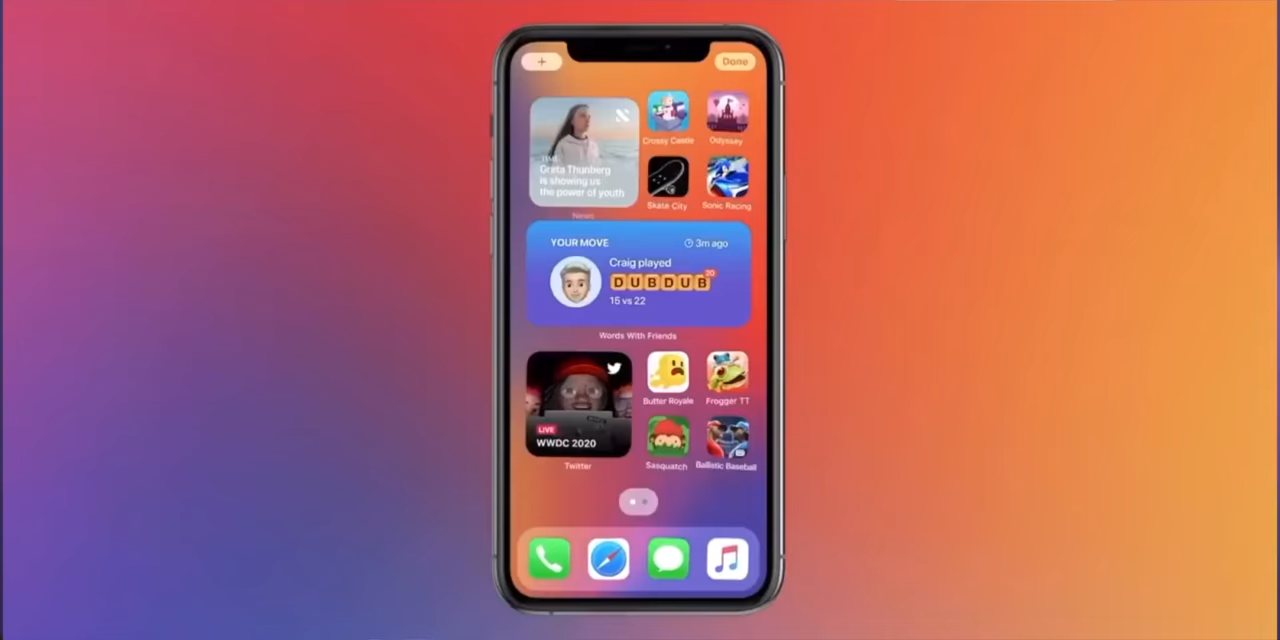 +
Done
TIME
Greta Thunberg
is showing us
the power of youth
News
Crossy Castle
Odyssey
Skate City
Sonic Racing
YOUR MOVE
3m ago
Craig played
DUBDUB
20
15 vs 22
Words With Friends
LIVE
WWDC 2020
Twitter
Butter Royale
Frogger TT
Sasquatch
Ballistic Baseball